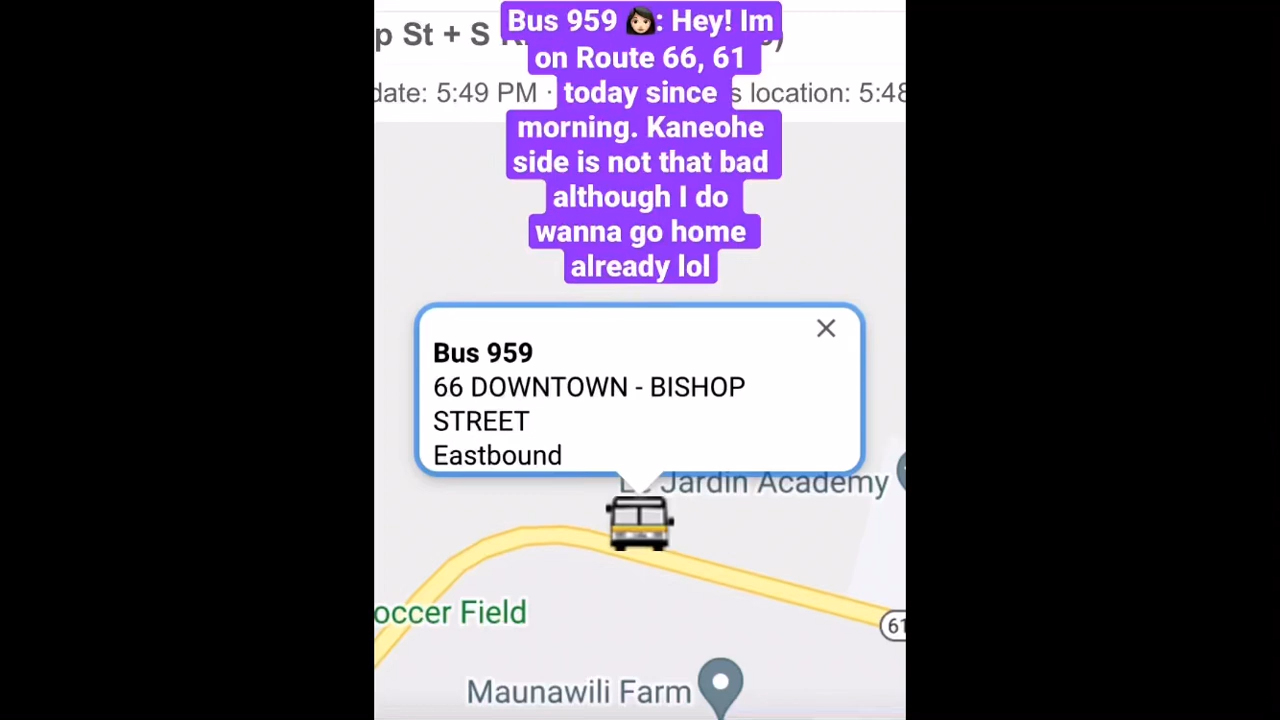 Bus 959 👩🏻: Hey! Im
on Route 66, 61
today since
morning. Kaneohe
side is not that bad
although I do
wanna go home
already lol
p St + S
date: 5:49 PM · s location: 5:48
Bus 959
66 DOWNTOWN - BISHOP
STREET
Eastbound
Jardin Academy
occer Field
61
Maunawili Farm